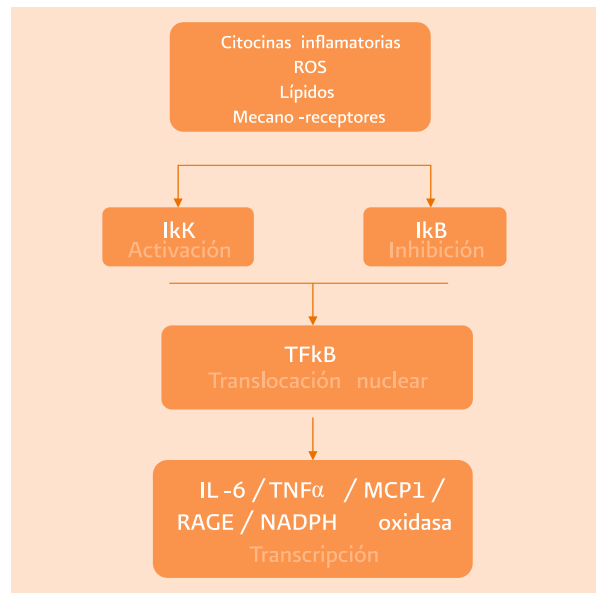 Citocinas inflamatorias
ROS
Lípidos
Mecano -receptores
IkK
Activación
IkB
Inhibición
TFkB
Translocación nuclear
IL -6 / TNFα / MCP1 /
RAGE / NADPH oxidasa
Transcripción